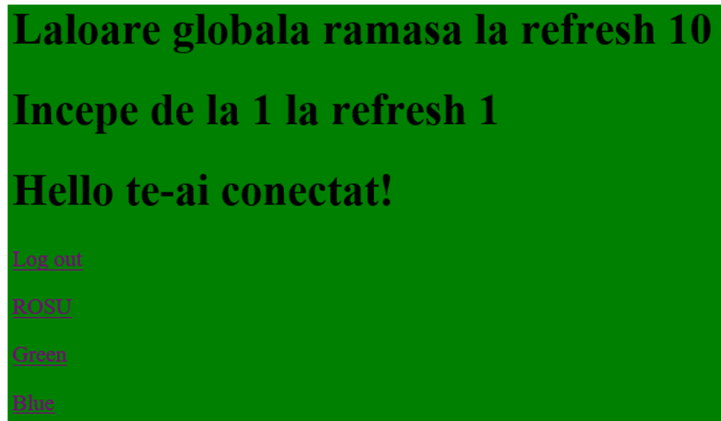 Laloare globala ramasa la refresh 10
Incepe de la 1 la refresh 1
Hello te-ai conectat!
Log out
ROSU
Green
Blue